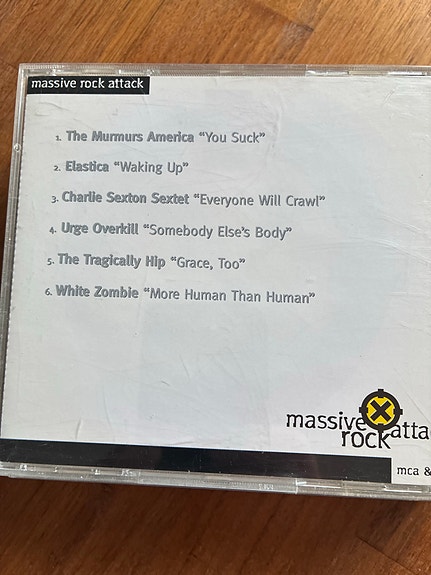 massive rock attack
1. The Murmurs America “You Suck”
2. Elastica “Waking Up”
3. Charlie Sexton Sextet “Everyone Will Crawl”
4. Urge Overkill “Somebody Else's Body”
5. The Tragically Hip “Grace, Too”
6. White Zombie “More Human Than Human”
massive
rock atta
mca &